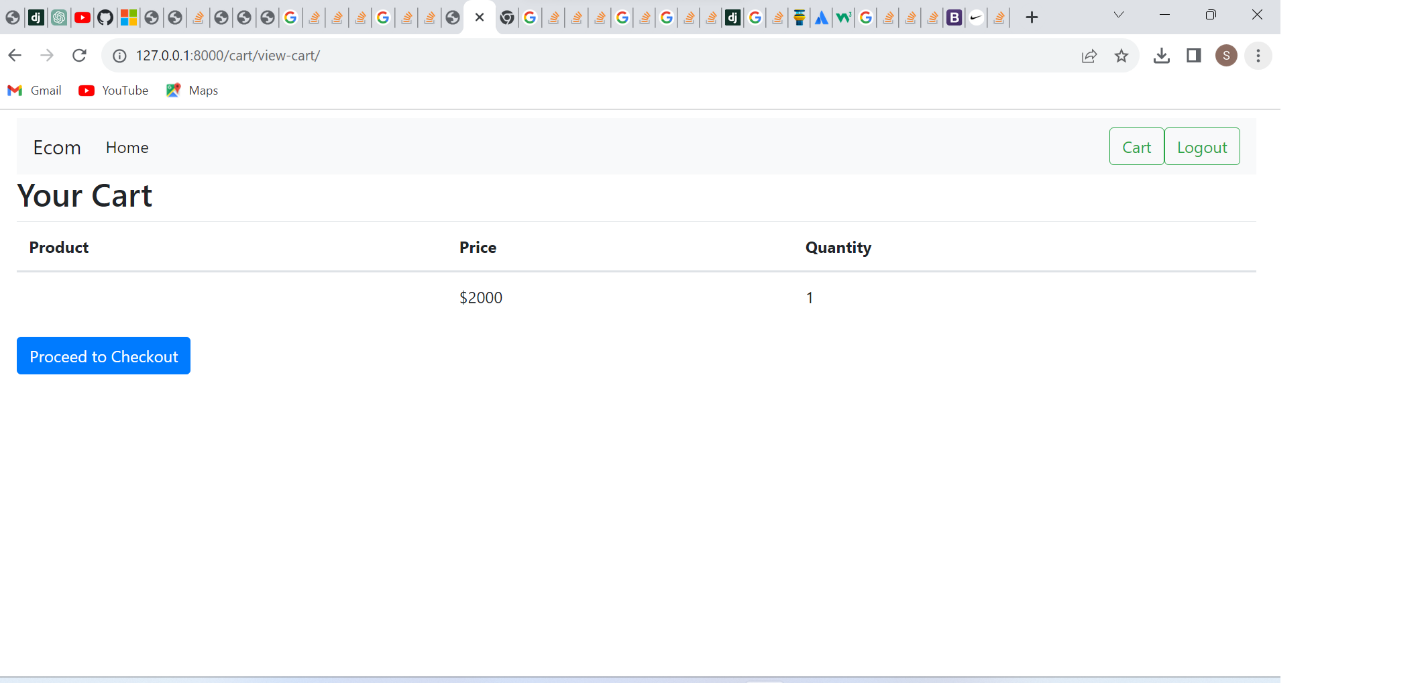 127.0.0.1:8000/cart/view-cart/
S
Gmail YouTube Maps
Ecom Home Cart Logout
Your Cart
Product Price Quantity
$2000 1
Proceed to Checkout